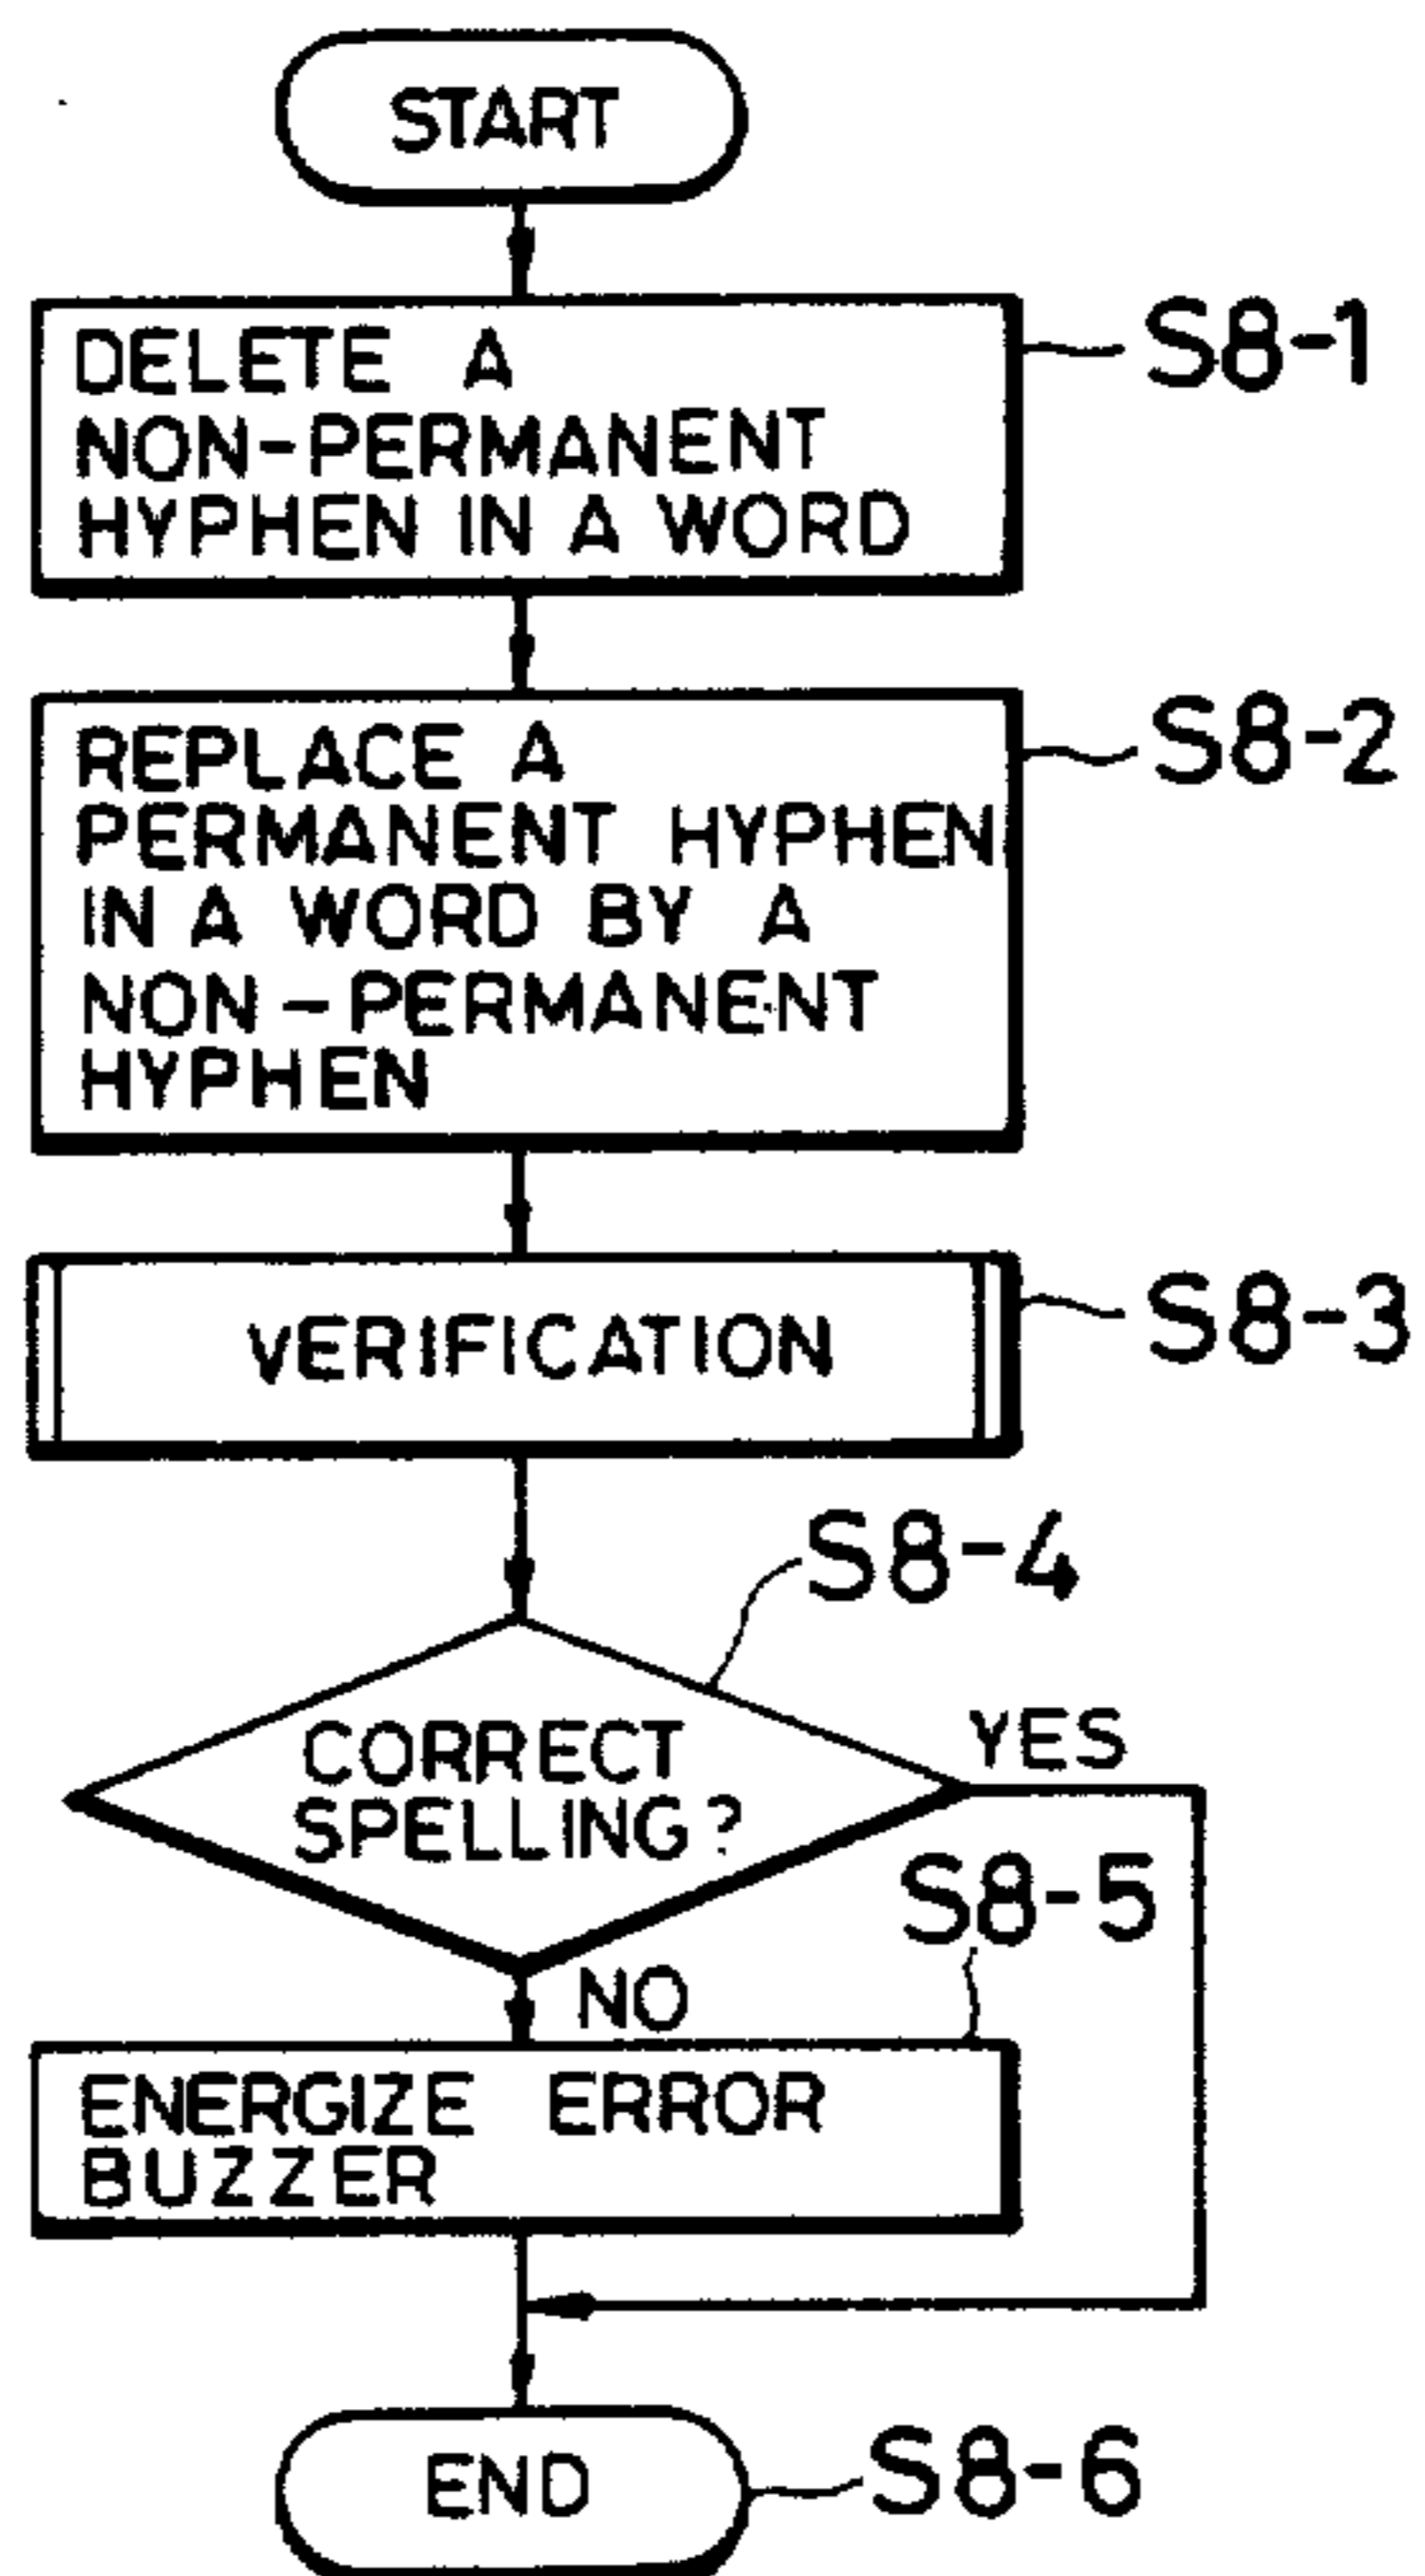 START
DELETE A
NON-PERMANENT
HYPHEN IN A WORD
S8-1
REPLACE A
PERMANENT HYPHEN
IN A WORD BY A
NON-PERMANENT
HYPHEN
S8-2
VERIFICATION
S8-3
S8-4
CORRECT
SPELLING?
YES
NO
S8-5
ENERGIZE ERROR
BUZZER
END
S8-6